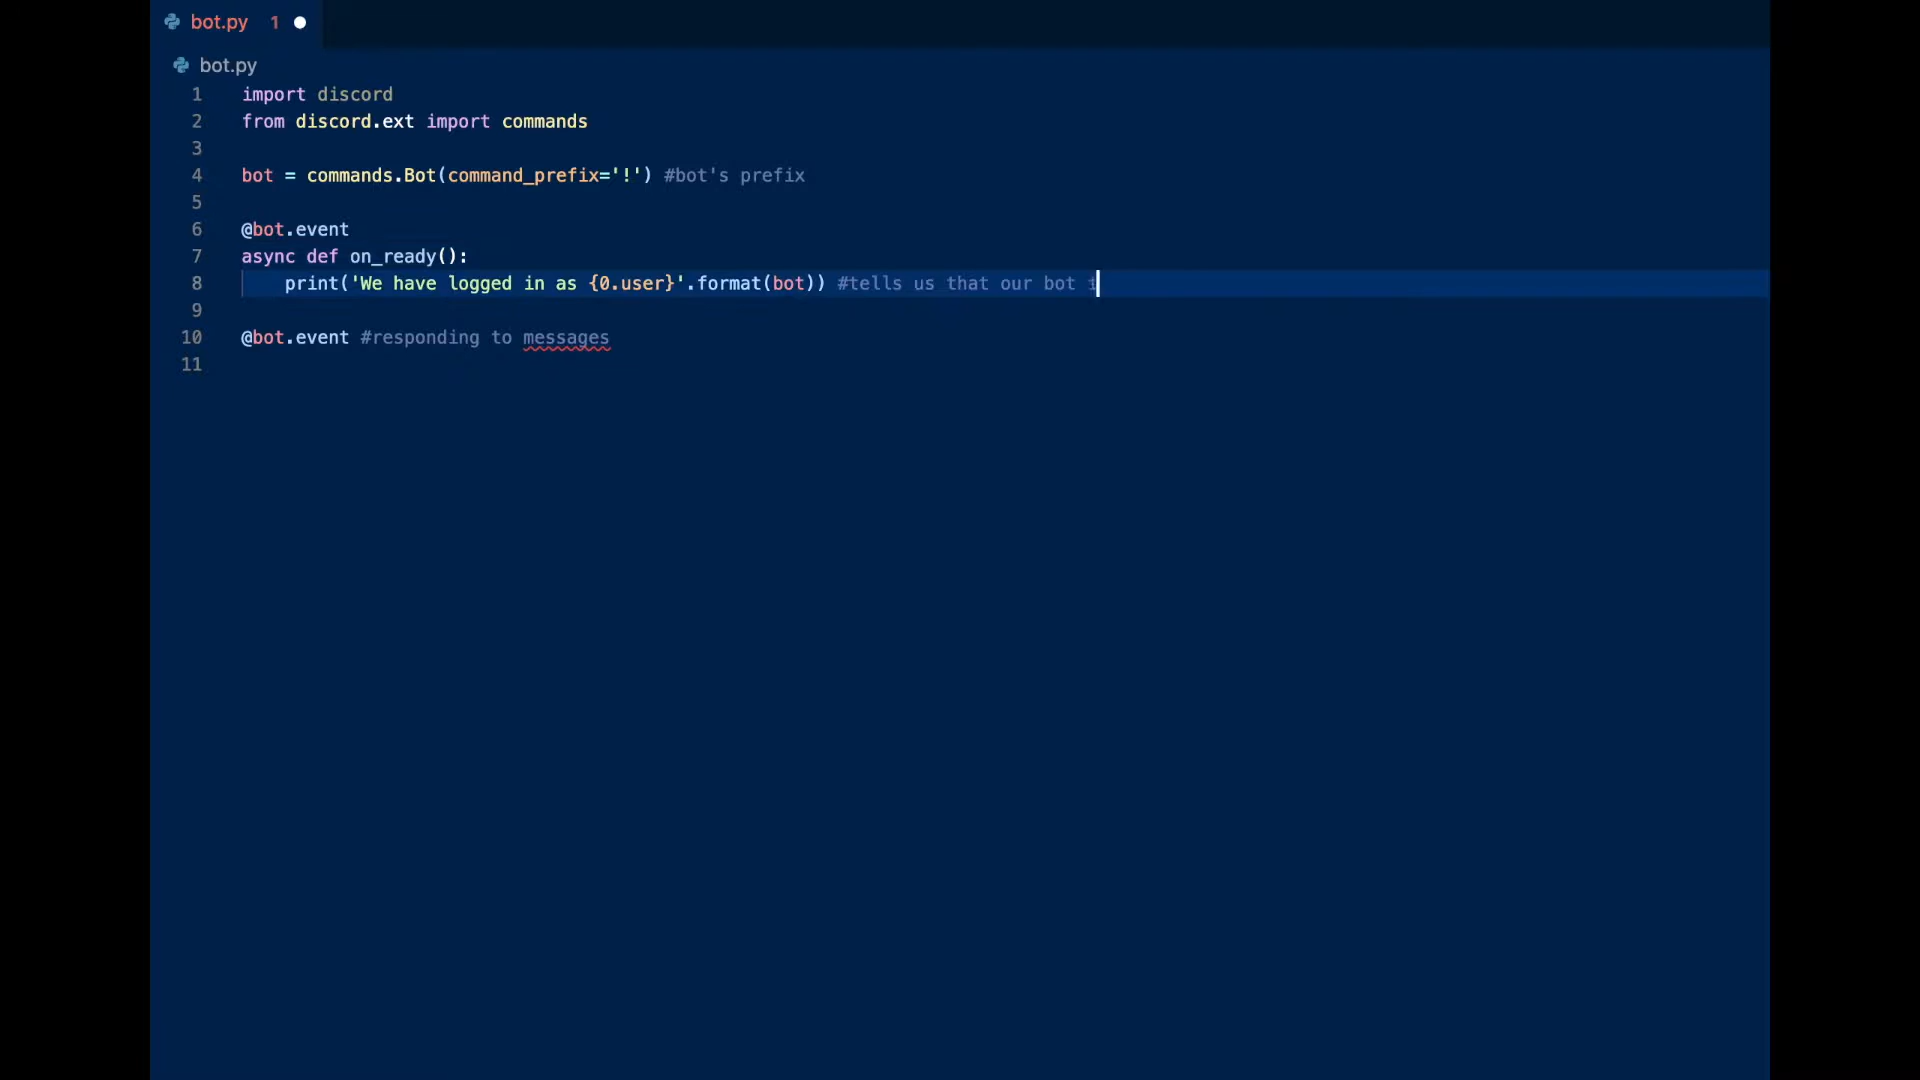 bot.py 1
bot.py
1 import discord
2 from discord.ext import commands
3
4 bot = commands.Bot(command_prefix='!') #bot's prefix
5
6 @bot.event
7 async def on_ready():
8 print('We have logged in as {0.user}'.format(bot)) #tells us that our bot i
9
10 @bot.event #responding to messages
11